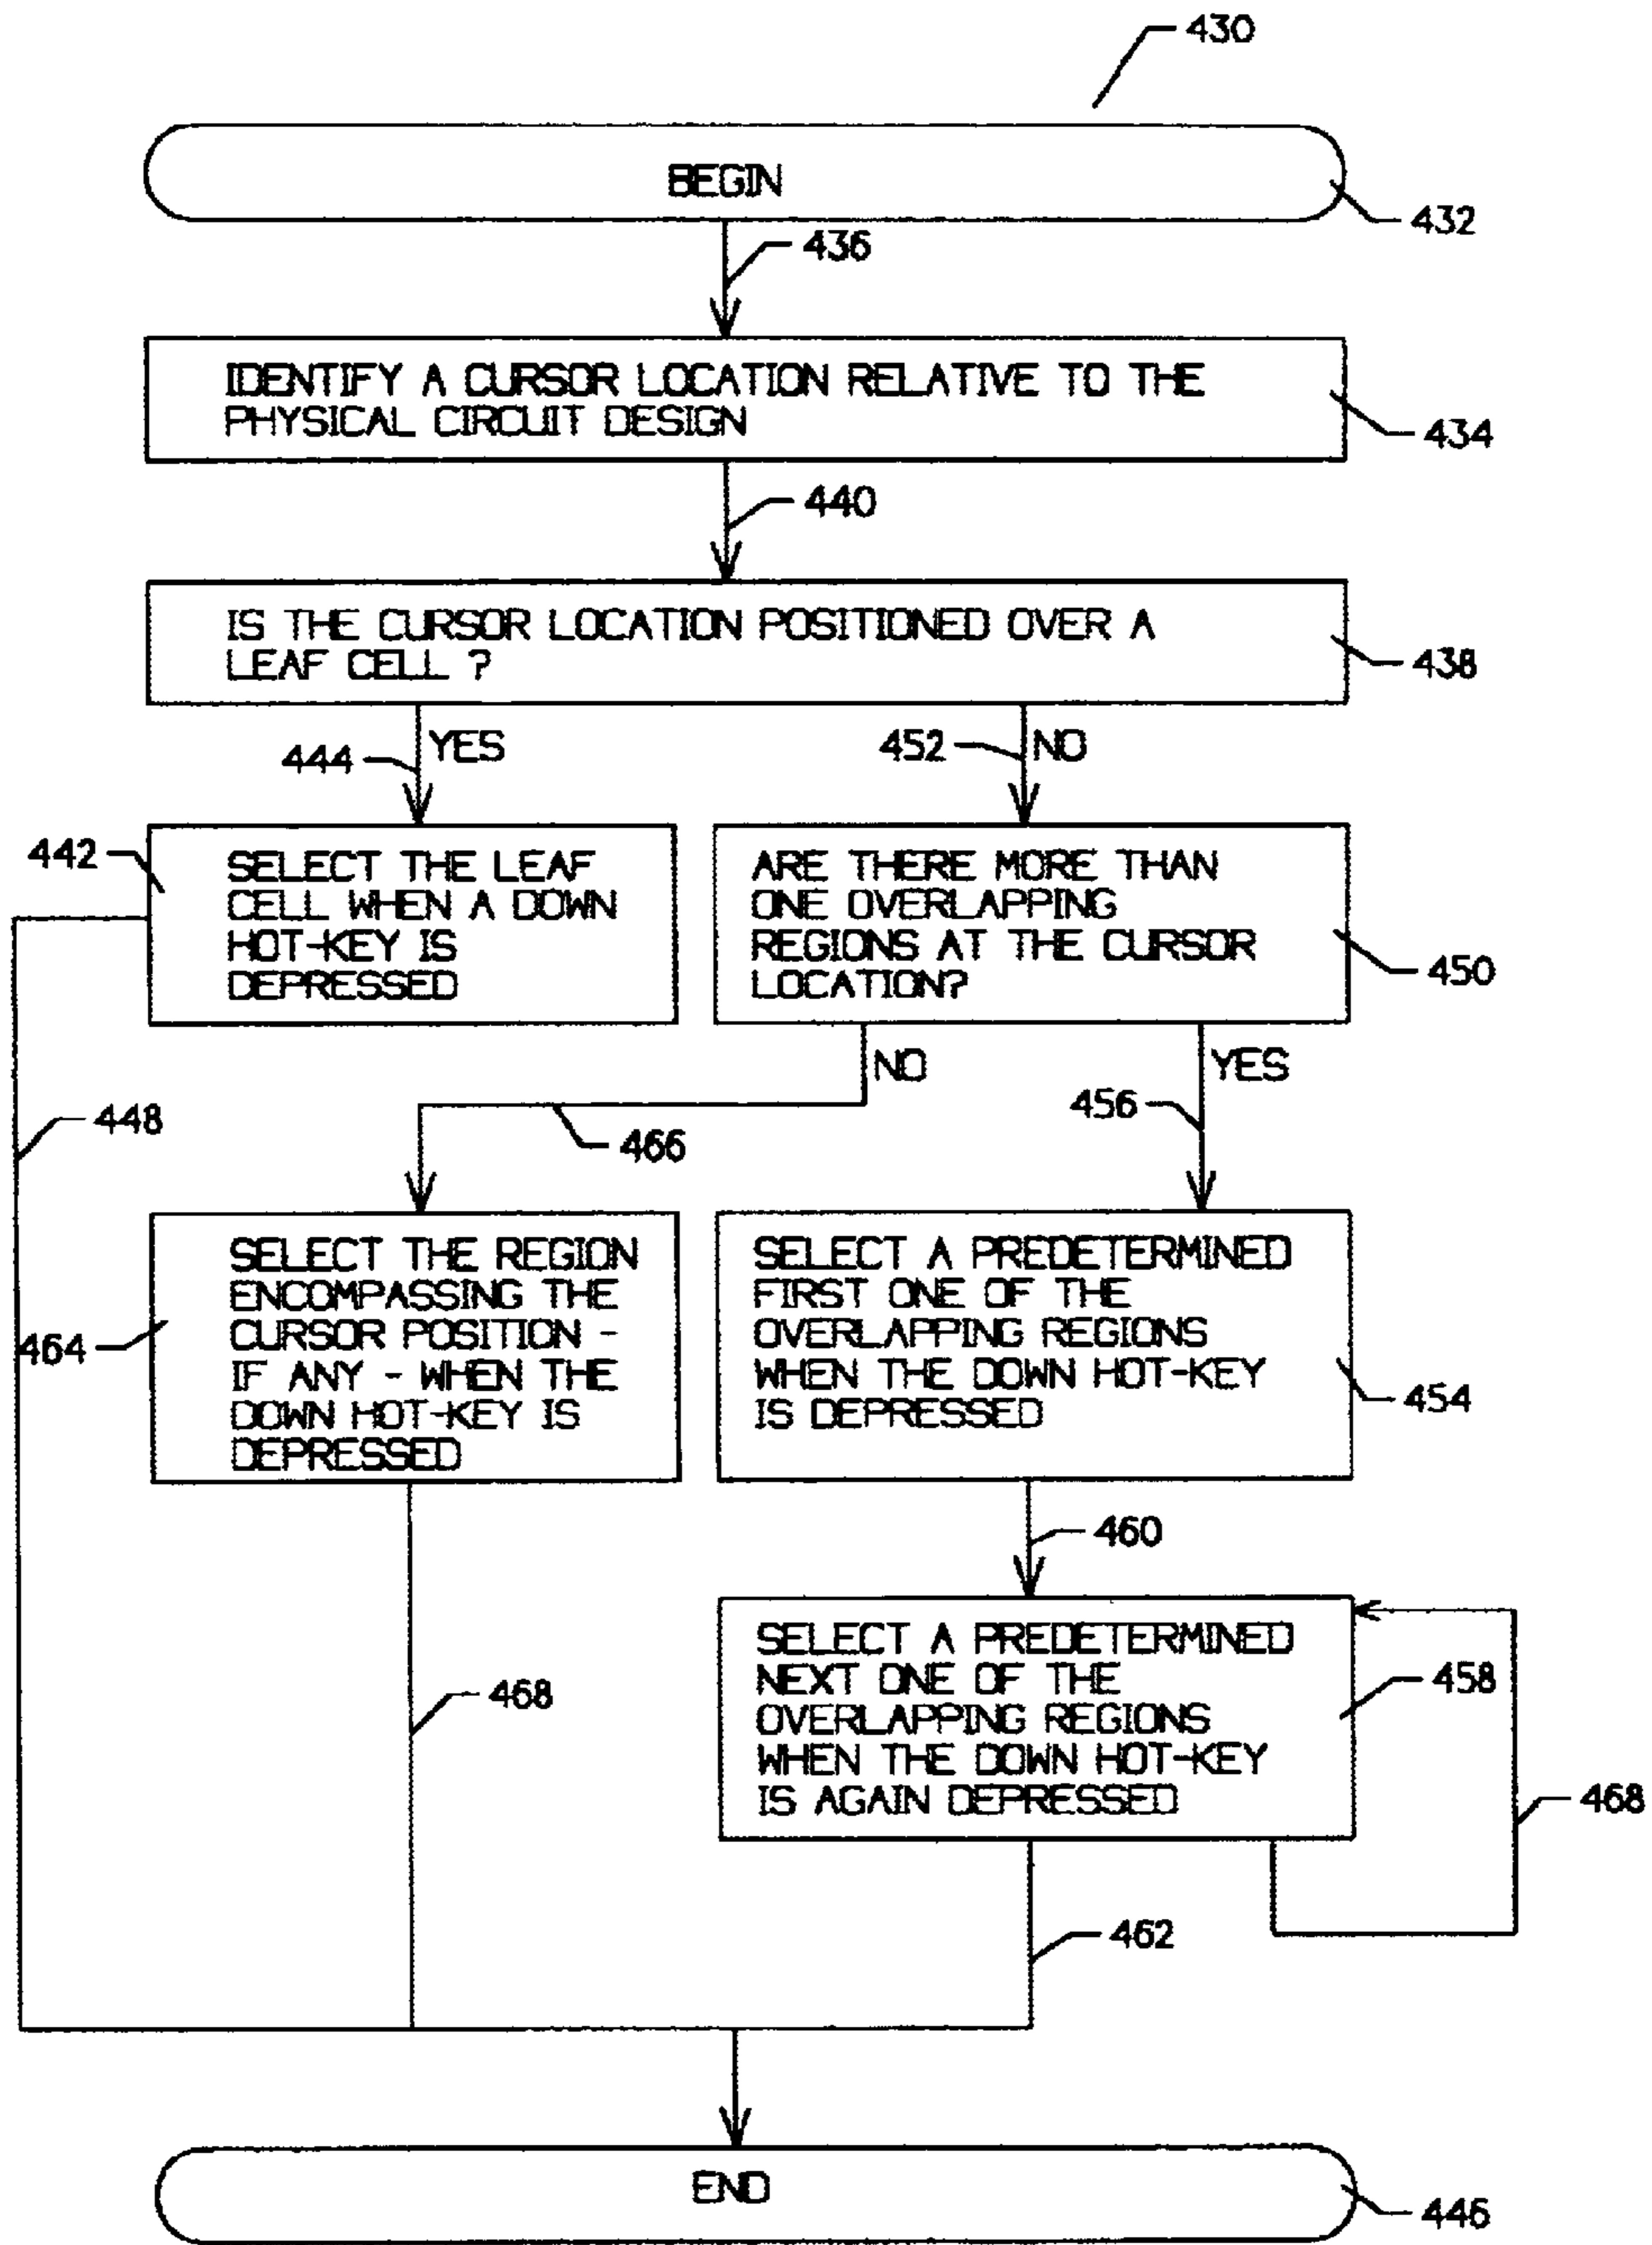 430
BEGIN
432
436
IDENTIFY A CURSOR LOCATION RELATIVE TO THE
PHYSICAL CIRCUIT DESIGN
434
440
IS THE CURSOR LOCATION POSITIONED OVER A
LEAF CELL ?
438
444
YES
452
NO
442
SELECT THE LEAF
CELL WHEN A DOWN
HOT-KEY IS
DEPRESSED
ARE THERE MORE THAN
ONE OVERLAPPING
REGIONS AT THE CURSOR
LOCATION?
450
NO
YES
448
466
456
464
SELECT THE REGION
ENCOMPASSING THE
CURSOR POSITION -
IF ANY - WHEN THE
DOWN HOT-KEY IS
DEPRESSED
SELECT A PREDETERMINED
FIRST ONE OF THE
OVERLAPPING REGIONS
WHEN THE DOWN HOT-KEY
IS DEPRESSED
454
460
468
SELECT A PREDETERMINED
NEXT ONE OF THE
OVERLAPPING REGIONS
WHEN THE DOWN HOT-KEY
IS AGAIN DEPRESSED
458
468
462
END
446